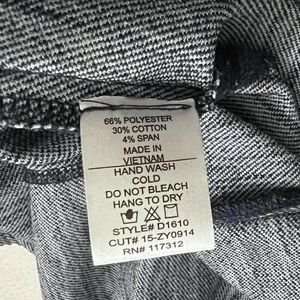 66% POLYESTER
30% COTTON
4% SPAN
MADE IN
VIETNAM
HAND WASH
COLD
DO NOT BLEACH
HANG TO DRY
STYLE# D1610
CUT# 15-ZY0914
RN# 117312